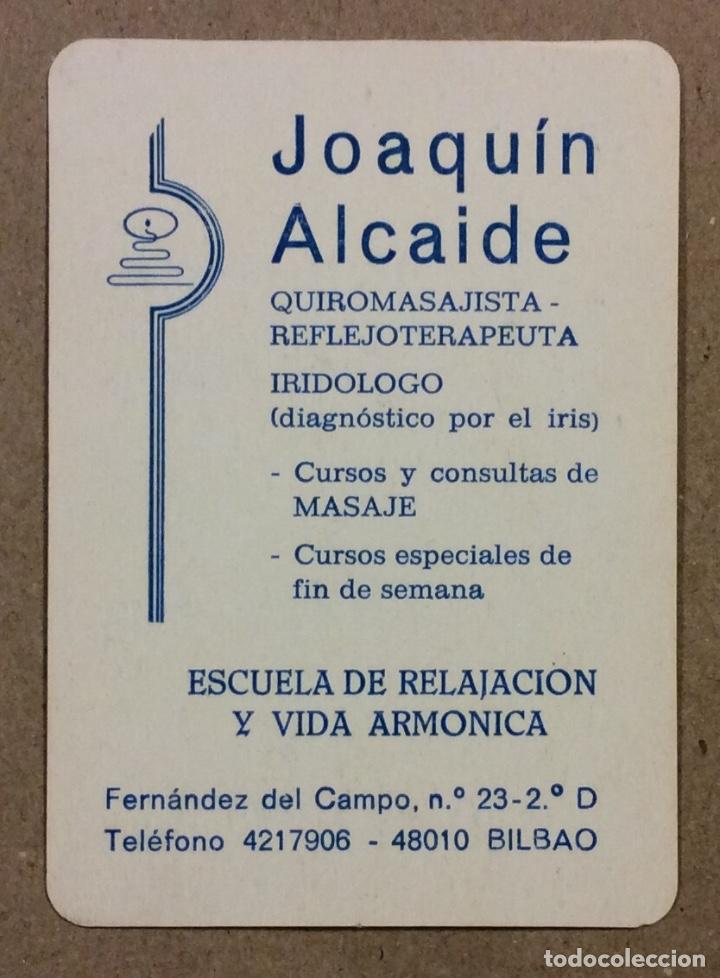 Joaquín
Alcaide
QUIROMASAJISTA -
REFLEJOTERAPEUTA
IRIDOLOGO
(diagnóstico por el iris)
- Cursos y consultas de
MASAJE
- Cursos especiales de
fin de semana
ESCUELA DE RELAJACION
Y VIDA ARMONICA
Fernández del Campo, n.º 23-2.º D
Teléfono 4217906 - 48010 BILBAO
todocoleccion